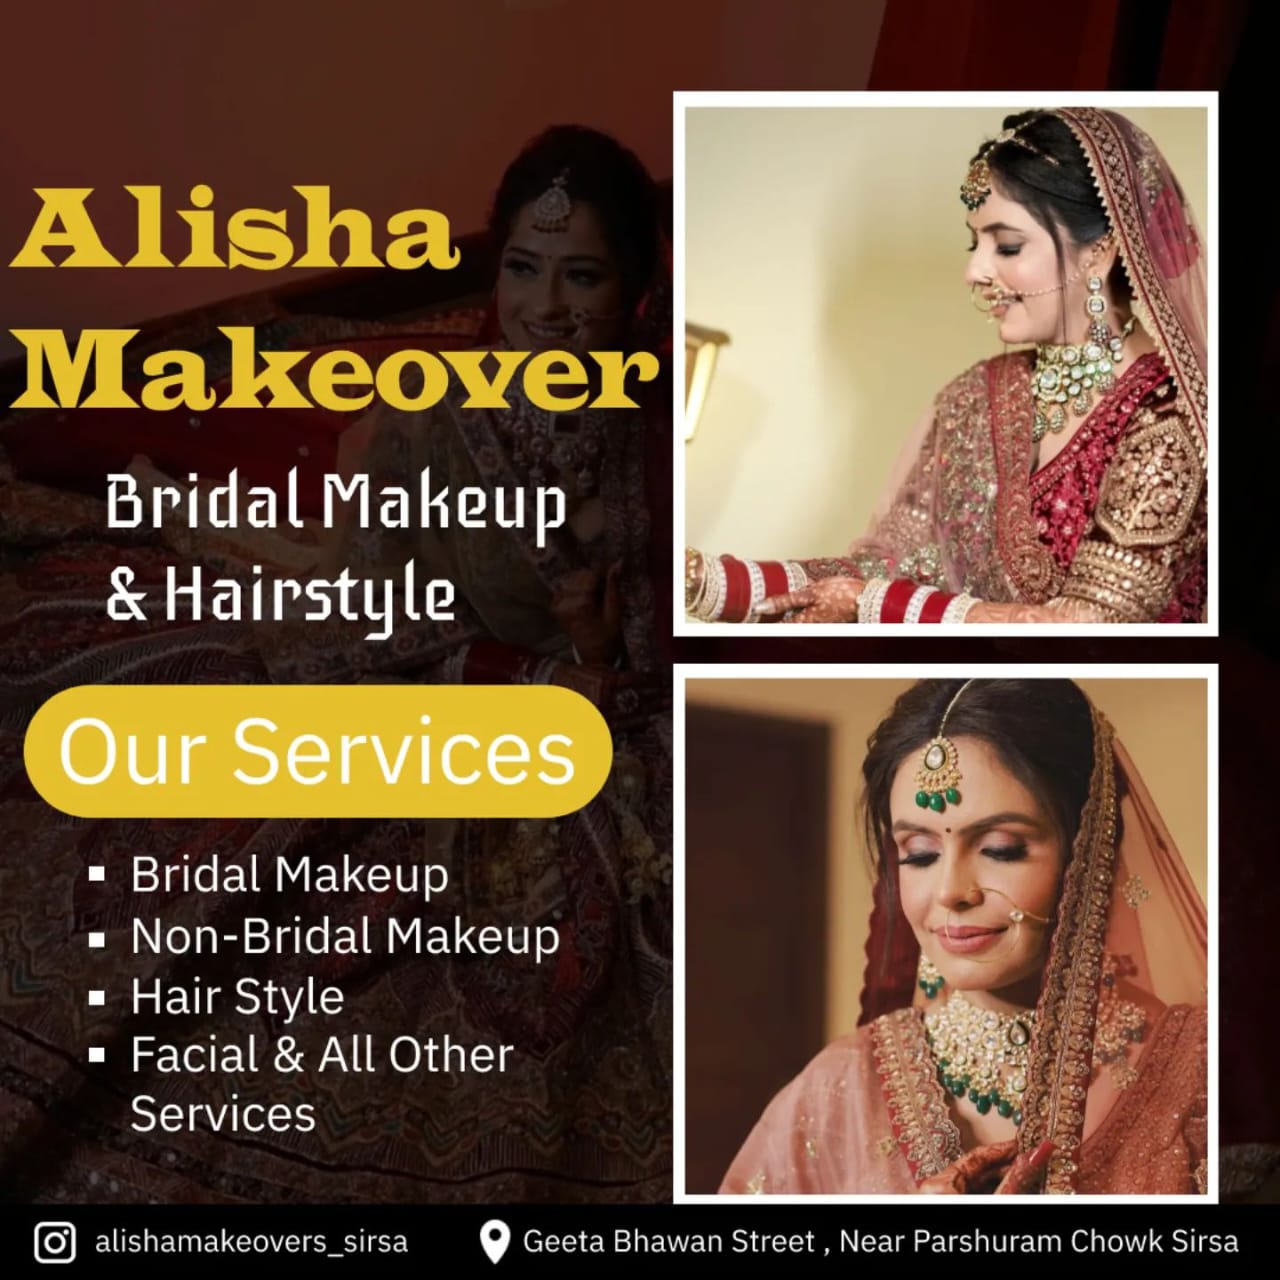 Alisha
Makeover
Bridal Makeup
& Hairstyle
Our Services
▪ Bridal Makeup
▪ Non-Bridal Makeup
▪ Hair Style
▪ Facial & All Other
Services
alishamakeovers_sirsa
Geeta Bhawan Street , Near Parshuram Chowk Sirsa